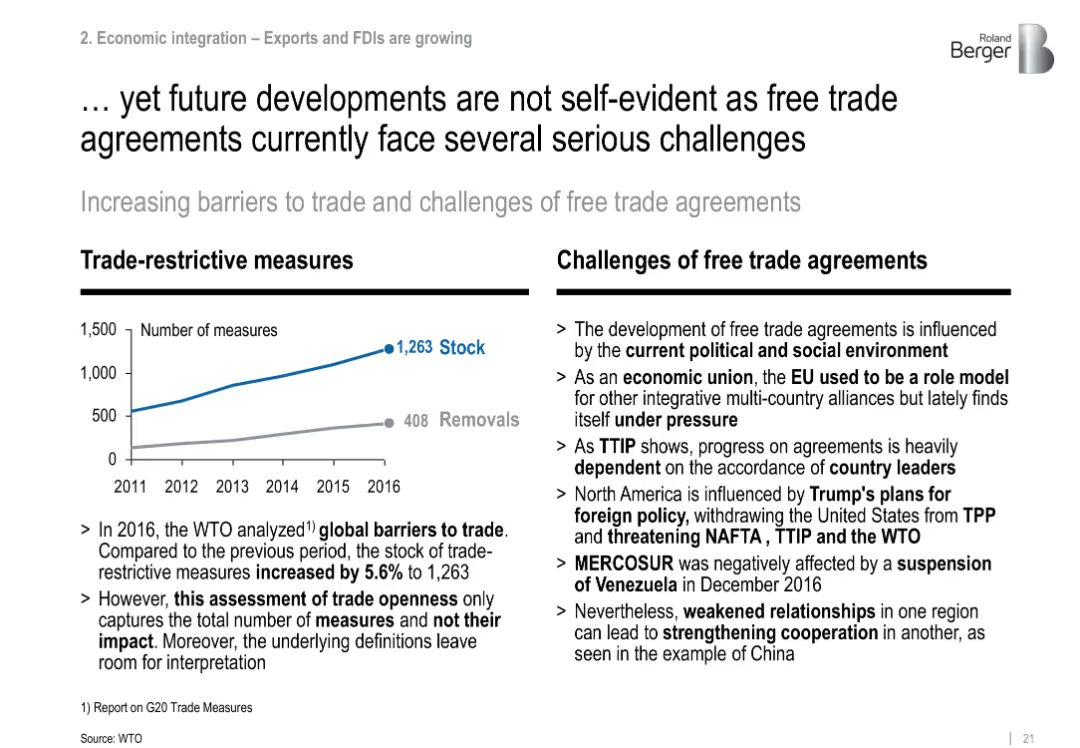 2. Economic integration – Exports and FDIs are growing
Roland
Berger
… yet future developments are not self-evident as free trade
agreements currently face several serious challenges
Increasing barriers to trade and challenges of free trade agreements
Trade-restrictive measures
1,500
Number of measures
1,263 Stock
1,000
500
408 Removals
0
2011 2012 2013 2014 2015 2016
> In 2016, the WTO analyzed1) global barriers to trade.
Compared to the previous period, the stock of trade-
restrictive measures increased by 5.6% to 1,263
> However, this assessment of trade openness only
captures the total number of measures and not their
impact. Moreover, the underlying definitions leave
room for interpretation
Challenges of free trade agreements
> The development of free trade agreements is influenced
by the current political and social environment
> As an economic union, the EU used to be a role model
for other integrative multi-country alliances but lately finds
itself under pressure
> As TTIP shows, progress on agreements is heavily
dependent on the accordance of country leaders
> North America is influenced by Trump's plans for
foreign policy, withdrawing the United States from TPP
and threatening NAFTA , TTIP and the WTO
> MERCOSUR was negatively affected by a suspension
of Venezuela in December 2016
> Nevertheless, weakened relationships in one region
can lead to strengthening cooperation in another, as
seen in the example of China
1) Report on G20 Trade Measures
Source: WTO
21